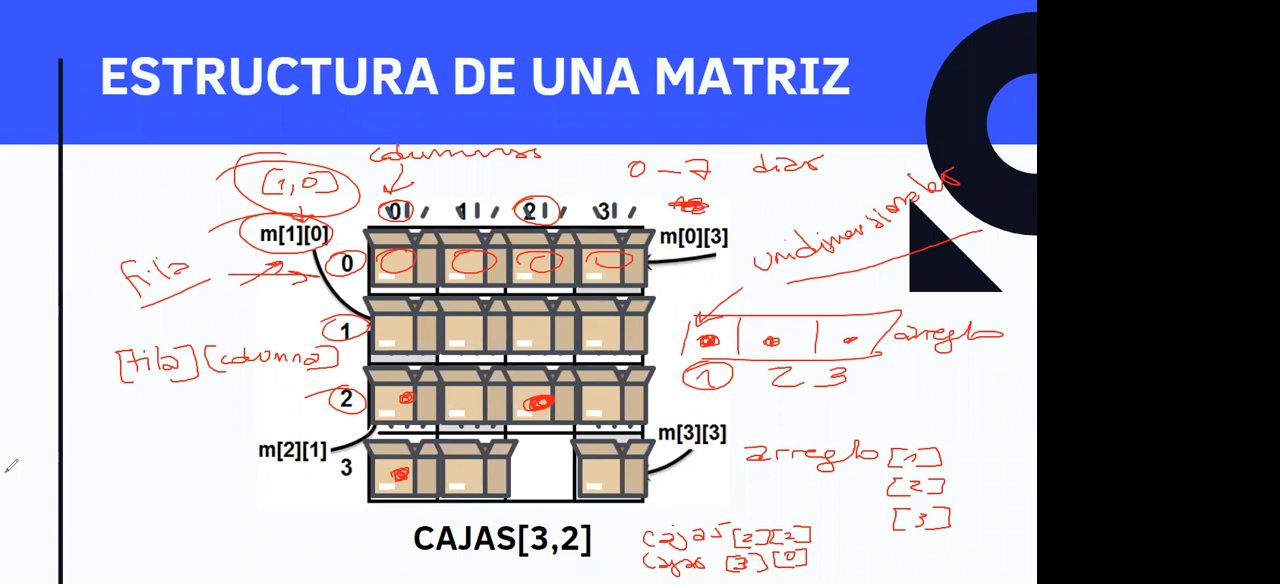 ESTRUCTURA DE UNA MATRIZ
columnas
0 – 7 dias
[1,0]
unidimensionales
0 1 2 3
m[1][0]
m[0][3]
fila
0
1
arreglo
[fila][columna]
1 2 3
2
m[2][1]
m[3][3]
3
arreglo [1]
[2]
[3]
CAJAS[3,2]
cajas [2][2]
cajas [3][0]